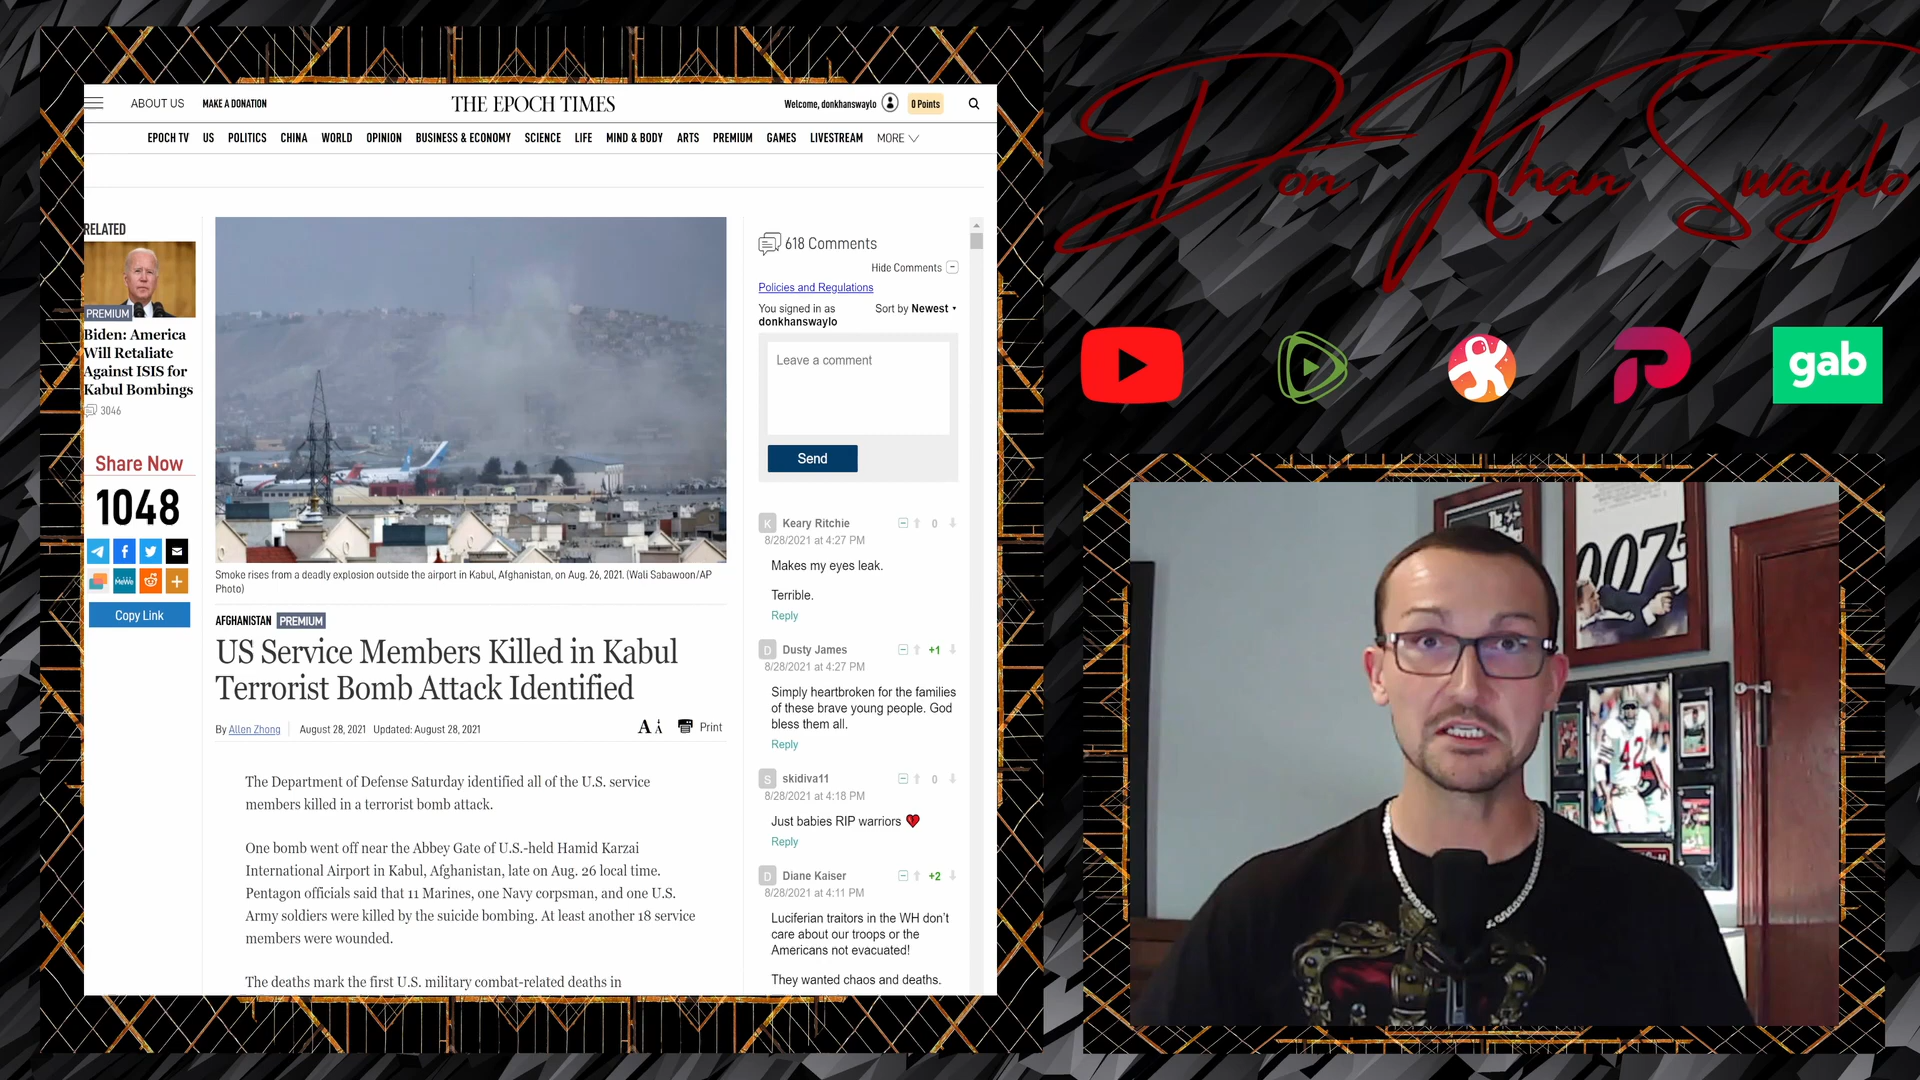 Don Khan Swaylo
gab
ABOUT US MAKE A DONATION THE EPOCH TIMES Welcome, donkhanswaylo 0 Points
EPOCH TV US POLITICS CHINA WORLD OPINION BUSINESS & ECONOMY SCIENCE LIFE MIND & BODY ARTS PREMIUM GAMES LIVESTREAM MORE
RELATED
PREMIUM
Biden: America
Will Retaliate
Against ISIS for
Kabul Bombings
3046
Share Now
1048
MeWe
Copy Link
Smoke rises from a deadly explosion outside the airport in Kabul, Afghanistan, on Aug. 26, 2021. (Wali Sabawoon/AP
Photo)
AFGHANISTAN PREMIUM
US Service Members Killed in Kabul
Terrorist Bomb Attack Identified
By Allen Zhong August 28, 2021 Updated: August 28, 2021 A A Print
The Department of Defense Saturday identified all of the U.S. service
members killed in a terrorist bomb attack.
One bomb went off near the Abbey Gate of U.S.-held Hamid Karzai
International Airport in Kabul, Afghanistan, late on Aug. 26 local time.
Pentagon officials said that 11 Marines, one Navy corpsman, and one U.S.
Army soldiers were killed by the suicide bombing. At least another 18 service
members were wounded.
The deaths mark the first U.S. military combat-related deaths in
618 Comments
Hide Comments
Policies and Regulations
You signed in as Sort by Newest
donkhanswaylo
Leave a comment
Send
K Keary Ritchie 0
8/28/2021 at 4:27 PM
Makes my eyes leak.
Terrible.
Reply
D Dusty James +1
8/28/2021 at 4:27 PM
Simply heartbroken for the families
of these brave young people. God
bless them all.
Reply
S skidiva11 0
8/28/2021 at 4:18 PM
Just babies RIP warriors
Reply
D Diane Kaiser +2
8/28/2021 at 4:11 PM
Luciferian traitors in the WH don't
care about our troops or the
Americans not evacuated!
They wanted chaos and deaths.
007
42